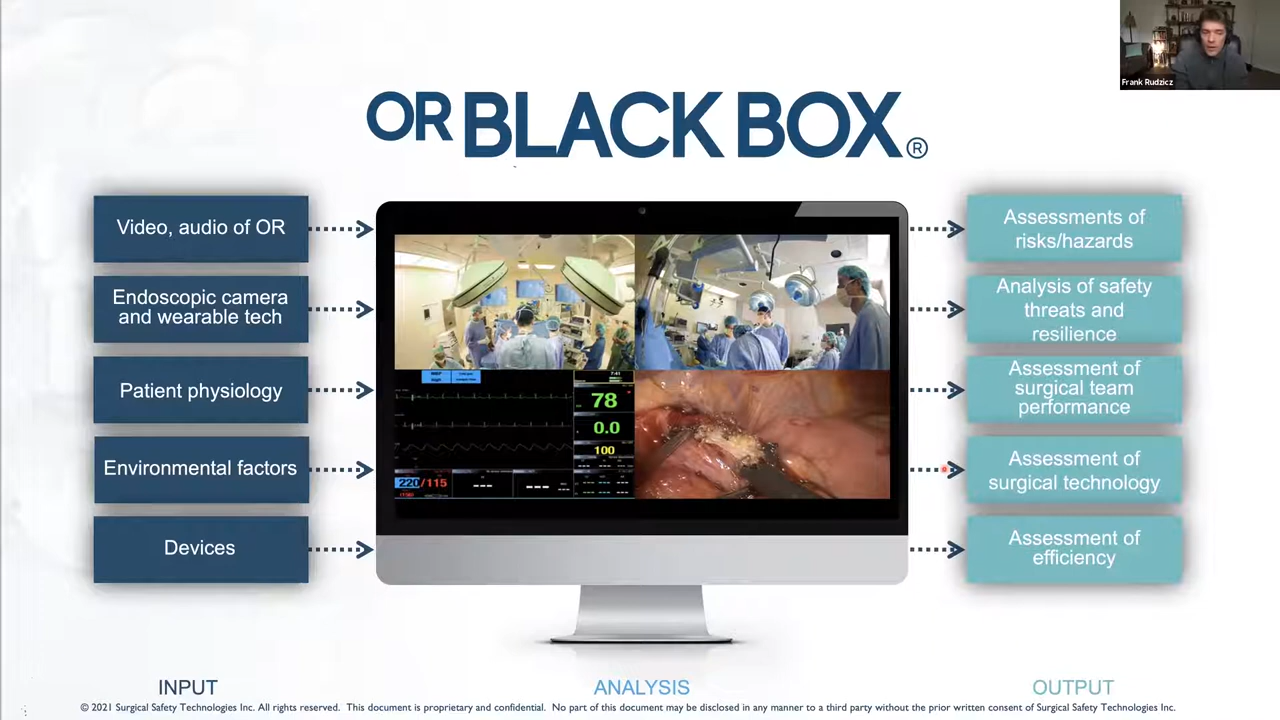 Frank Rudzicz
OR BLACK BOX®
Video, audio of OR
Endoscopic camera
and wearable tech
Patient physiology
Environmental factors
Devices
78
0.0
100
220/115
Assessments of
risks/hazards
Analysis of safety
threats and
resilience
Assessment of
surgical team
performance
Assessment of
surgical technology
Assessment of
efficiency
INPUT
ANALYSIS
OUTPUT
© 2021 Surgical Safety Technologies Inc. All rights reserved. This document is proprietary and confidential. No part of this document may be disclosed in any manner to a third party without the prior written consent of Surgical Safety Technologies Inc.